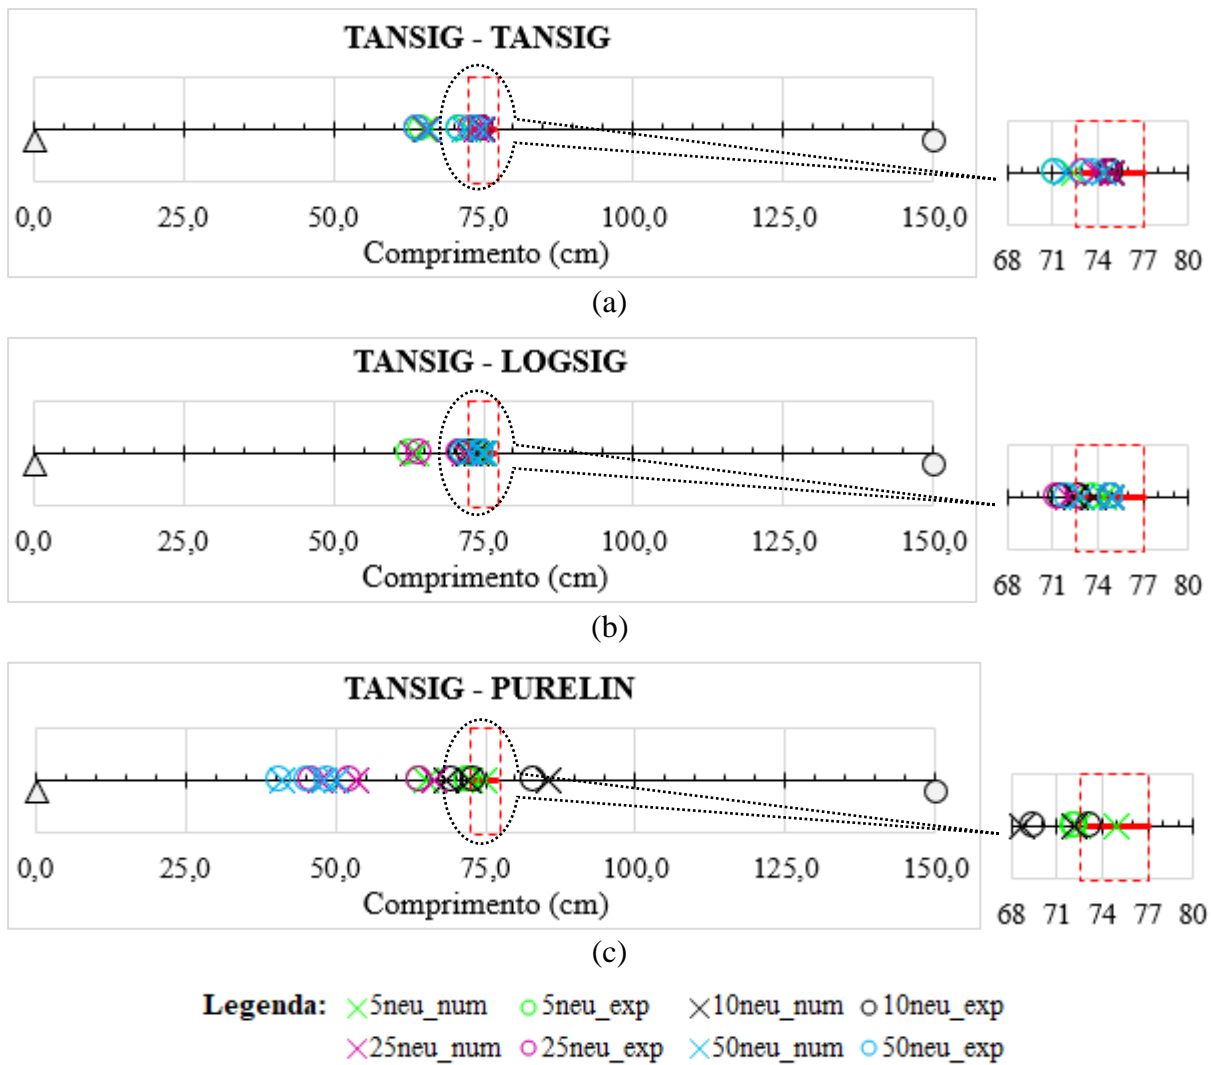 TANSIG - TANSIG
0,0 25,0 50,0 75,0 100,0 125,0 150,0
Comprimento (cm)
68 71 74 77 80
(a)
TANSIG - LOGSIG
0,0 25,0 50,0 75,0 100,0 125,0 150,0
Comprimento (cm)
68 71 74 77 80
(b)
TANSIG - PURELIN
0,0 25,0 50,0 75,0 100,0 125,0 150,0
Comprimento (cm)
68 71 74 77 80
(c)
Legenda: 5neu_num 5neu_exp 10neu_num 10neu_exp
25neu_num 25neu_exp 50neu_num 50neu_exp